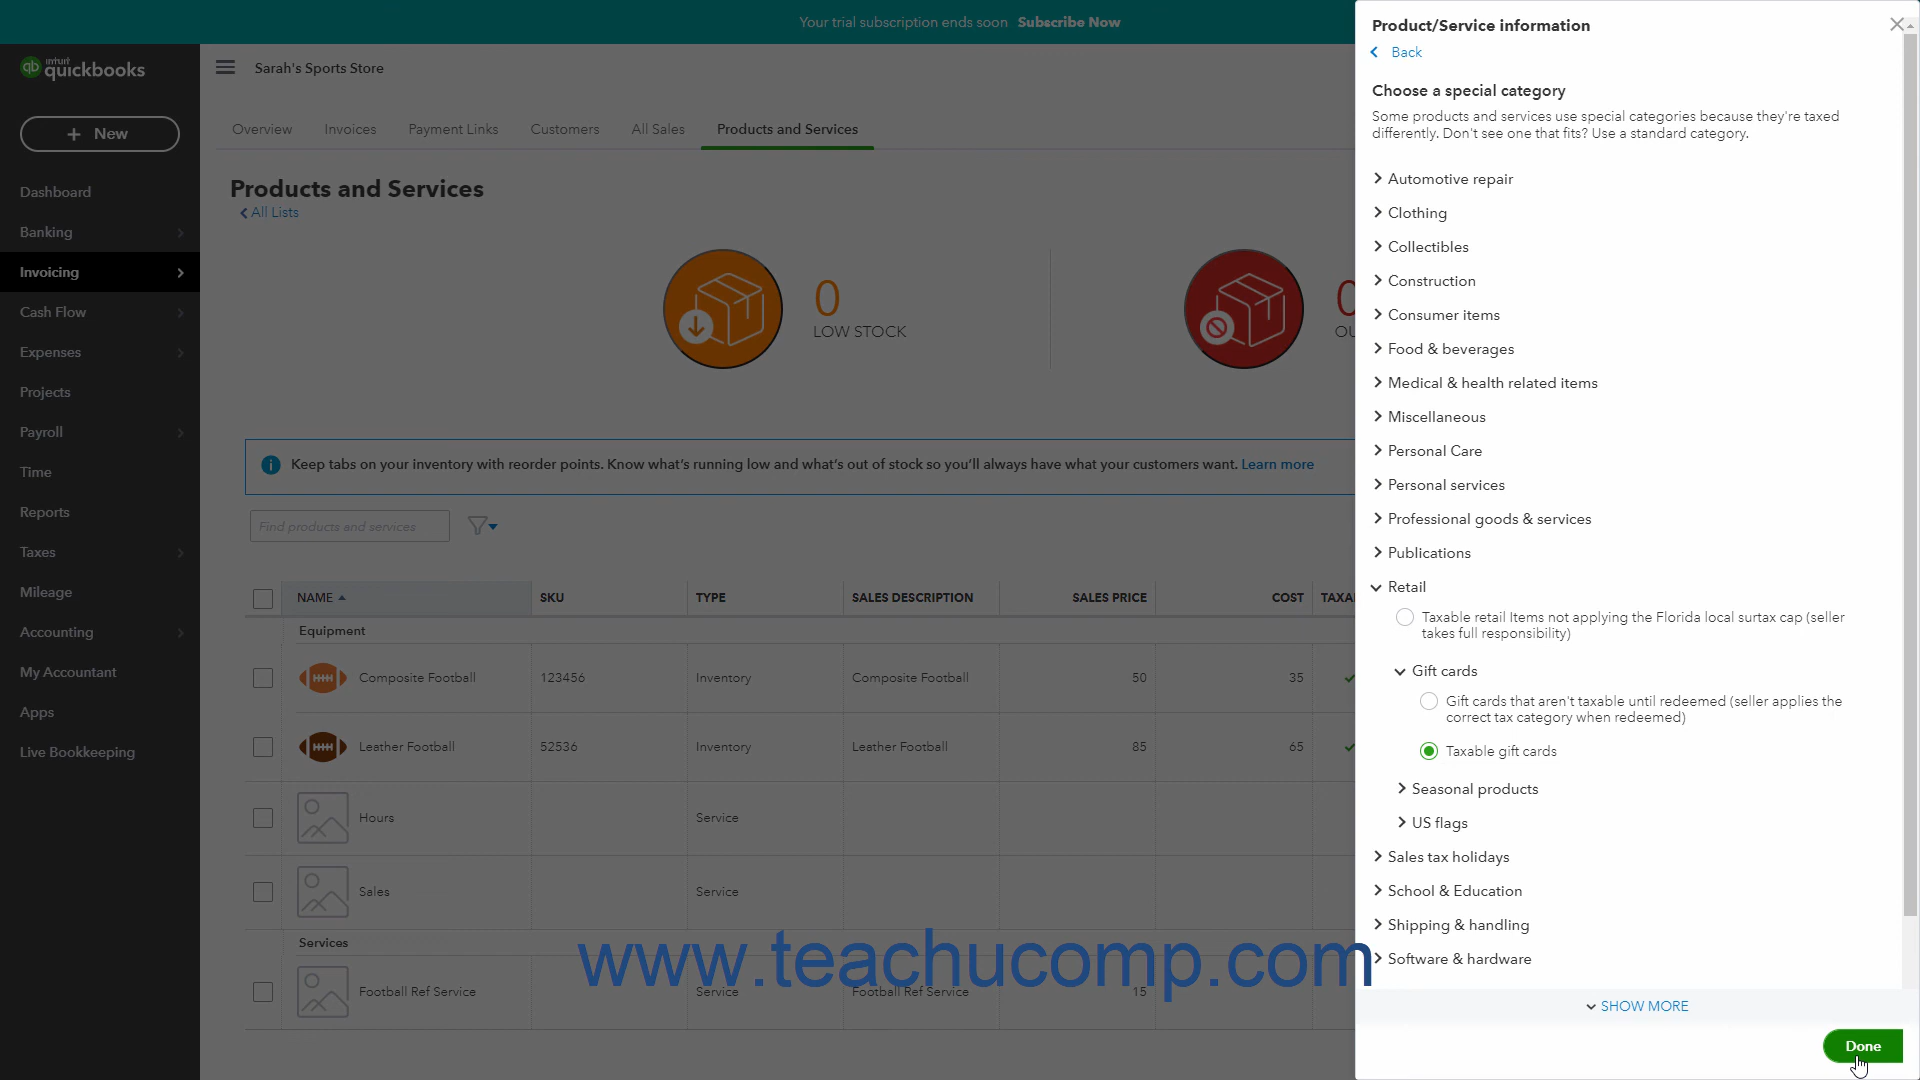 Your trial subscription ends soon Subscribe Now
intuit
quickbooks
Sarah's Sports Store
+ New
Dashboard
Banking
Invoicing
Cash Flow
Expenses
Projects
Payroll
Time
Reports
Taxes
Mileage
Accounting
My Accountant
Apps
Live Bookkeeping
Overview Invoices Payment Links Customers All Sales Products and Services
Products and Services
All Lists
0
LOW STOCK
0
OU
Keep tabs on your inventory with reorder points. Know what's running low and what's out of stock so you'll always have what your customers want. Learn more
Find products and services
NAME SKU TYPE SALES DESCRIPTION SALES PRICE COST TAXA
Equipment
Composite Football 123456 Inventory Composite Football 50 35
Leather Football 52536 Inventory Leather Football 85 65
Hours Service
Sales Service
Services
Football Ref Service Service Football Ref Service 15
www.teachucomp.com
Product/Service information
Back
Choose a special category
Some products and services use special categories because they're taxed
differently. Don't see one that fits? Use a standard category.
Automotive repair
Clothing
Collectibles
Construction
Consumer items
Food & beverages
Medical & health related items
Miscellaneous
Personal Care
Personal services
Professional goods & services
Publications
Retail
Taxable retail Items not applying the Florida local surtax cap (seller
takes full responsibility)
Gift cards
Gift cards that aren't taxable until redeemed (seller applies the
correct tax category when redeemed)
Taxable gift cards
Seasonal products
US flags
Sales tax holidays
School & Education
Shipping & handling
Software & hardware
SHOW MORE
Done